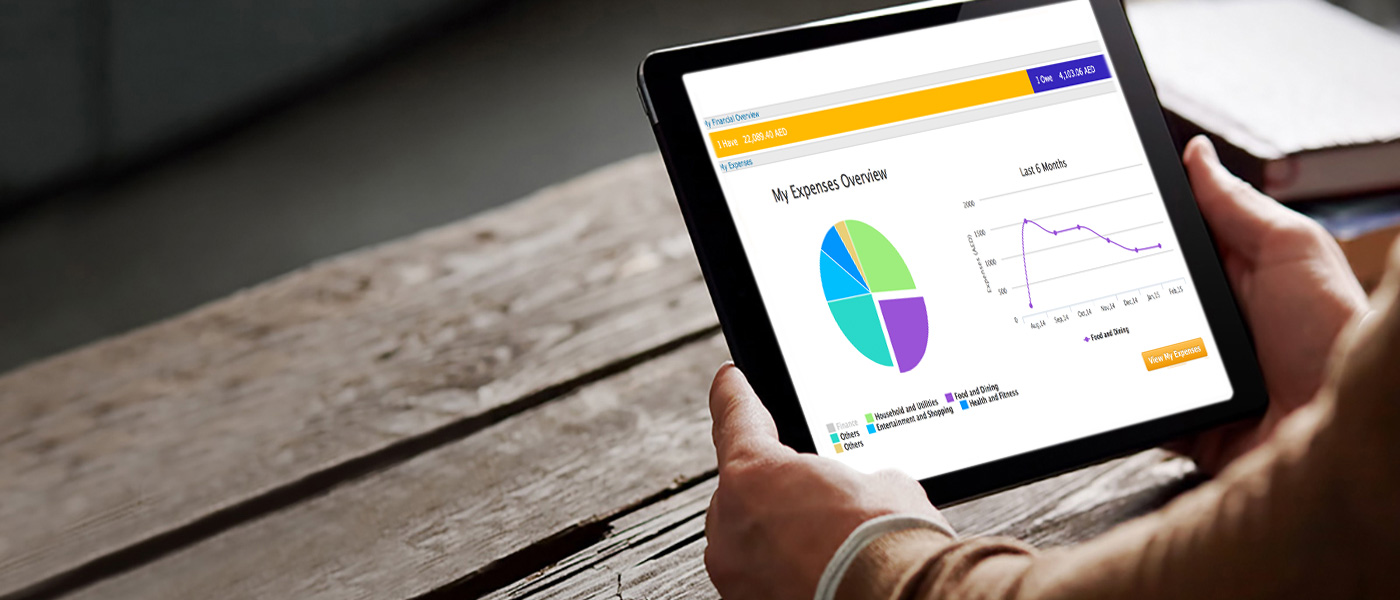 My Financial Overview
I Have 22,089.40 AED
I Owe 4,103.06 AED
My Expenses
My Expenses Overview
Last 6 Months
Expenses (AED)
2000
1500
1000
500
0
Aug,14 Sep,14 Oct,14 Nov,14 Dec,14 Jan,15 Feb,15
Food and Dining
View My Expenses
Finance Household and Utilities Food and Dining
Others Entertainment and Shopping Health and Fitness
Others